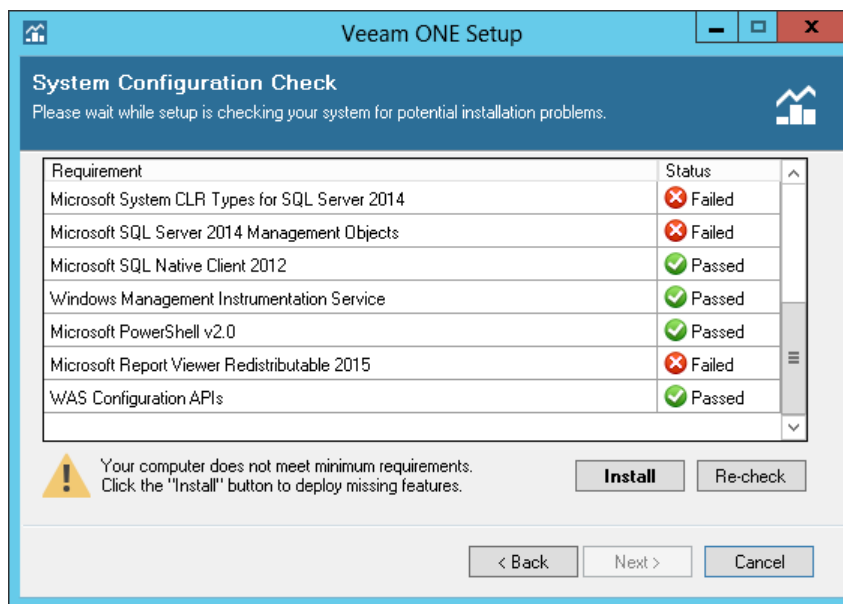 Veeam ONE Setup
System Configuration Check
Please wait while setup is checking your system for potential installation problems.
Requirement Status
Microsoft System CLR Types for SQL Server 2014 Failed
Microsoft SQL Server 2014 Management Objects Failed
Microsoft SQL Native Client 2012 Passed
Windows Management Instrumentation Service Passed
Microsoft PowerShell v2.0 Passed
Microsoft Report Viewer Redistributable 2015 Failed
WAS Configuration APIs Passed
Your computer does not meet minimum requirements.
Click the "Install" button to deploy missing features.
Install Re-check
< Back Next > Cancel